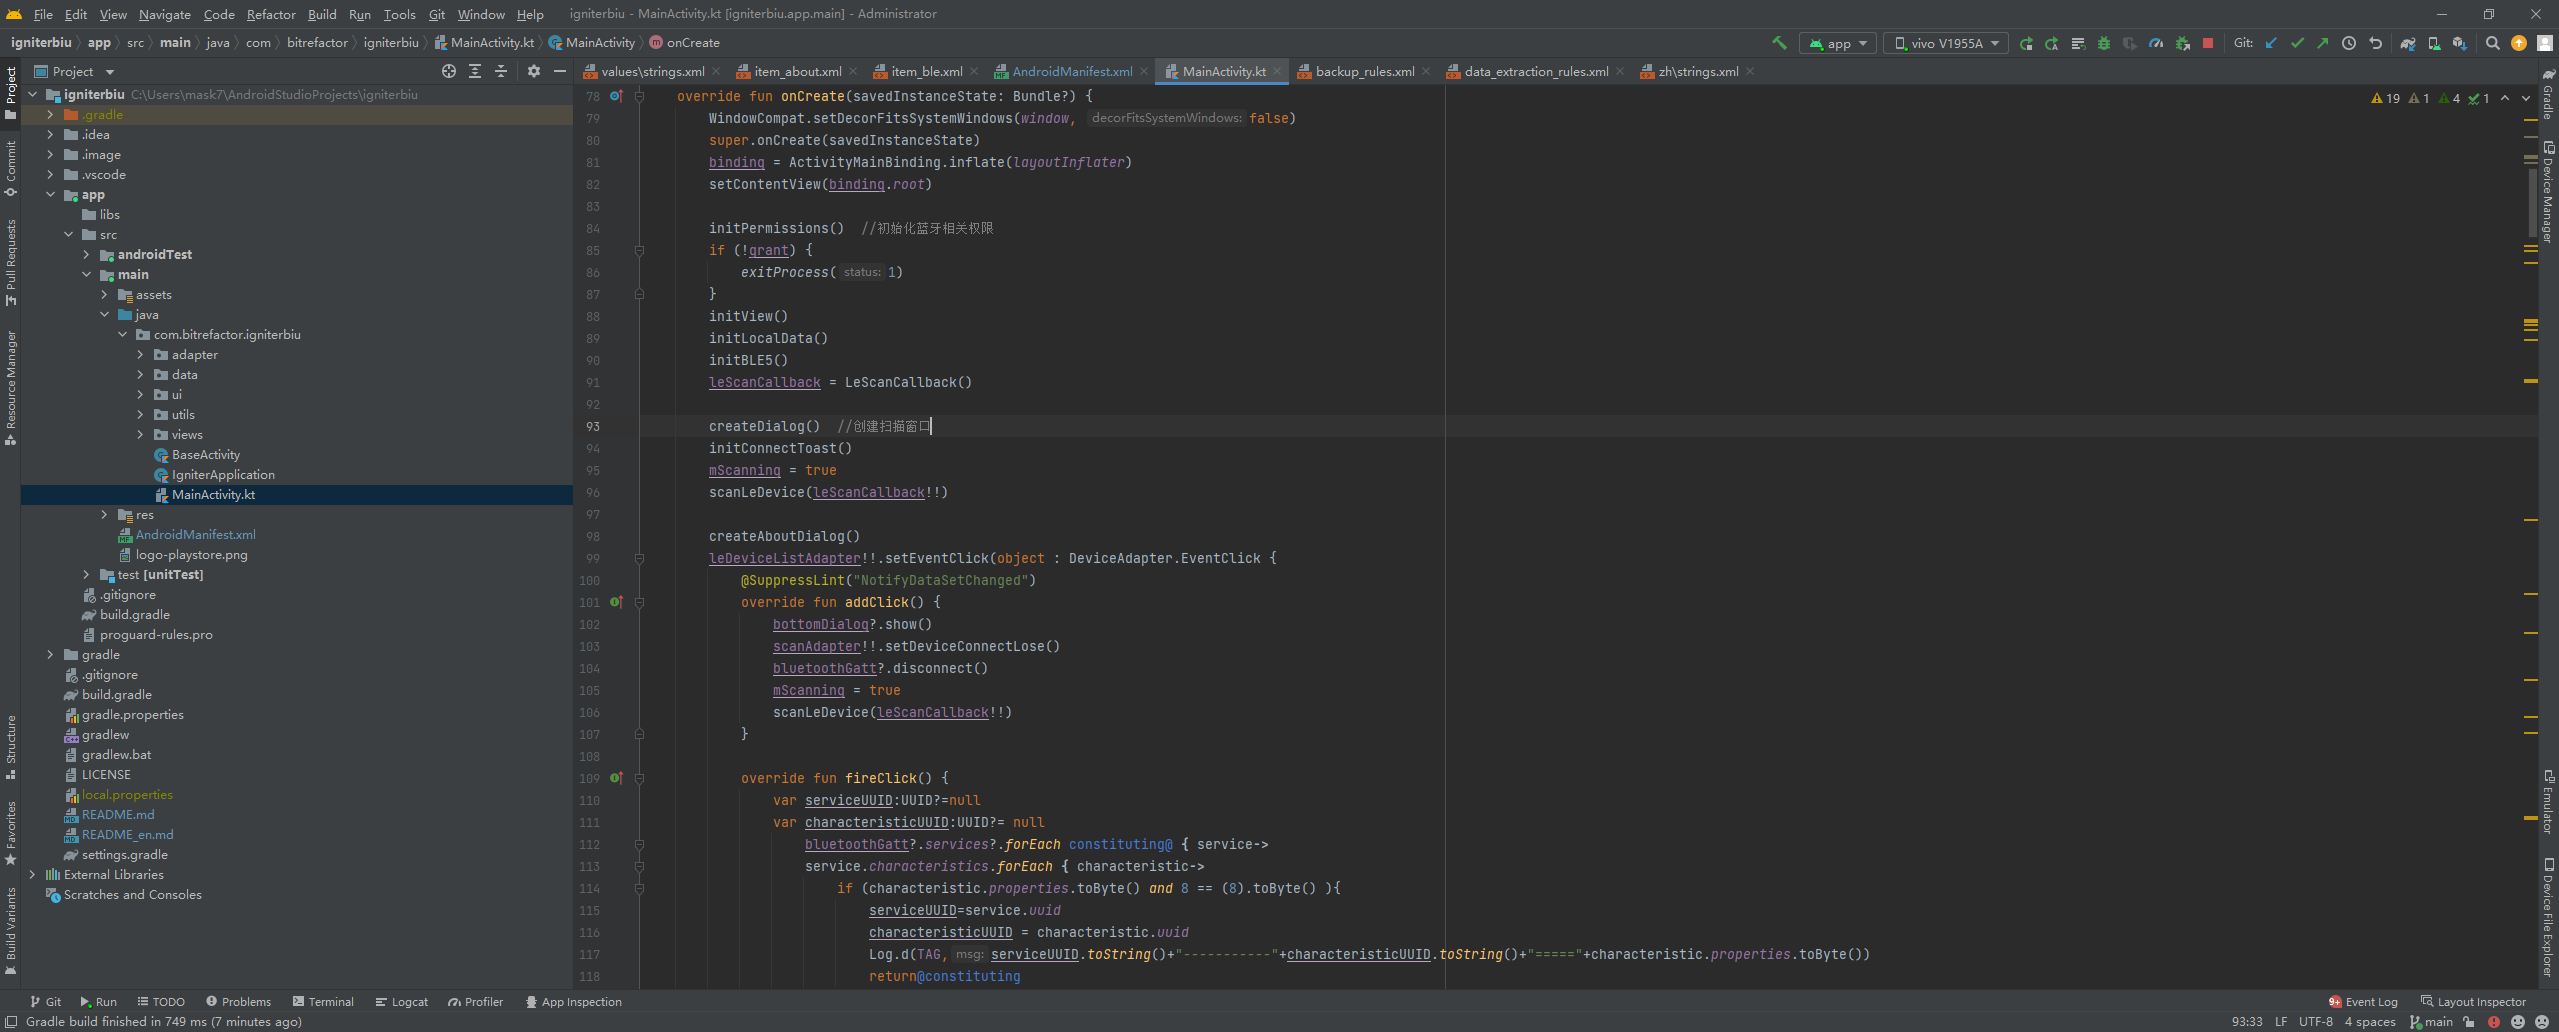 File Edit View Navigate Code Refactor Build Run Tools Git Window Help igniterbiu - MainActivity.kt [igniterbiu.app.main] - Administrator
igniterbiu app src main java com bitrefactor igniterbiu MainActivity.kt MainActivity onCreate
app vivo V1955A Git:
Project
values\strings.xml item_about.xml item_ble.xml AndroidManifest.xml MainActivity.kt backup_rules.xml data_extraction_rules.xml zh\strings.xml
Project
Commit
Pull Requests
Resource Manager
Structure
Favorites
Build Variants
igniterbiu C:\Users\mask7\AndroidStudioProjects\igniterbiu
.gradle
.idea
.image
.vscode
app
libs
src
androidTest
main
assets
java
com.bitrefactor.igniterbiu
adapter
data
ui
utils
views
BaseActivity
IgniterApplication
MainActivity.kt
res
AndroidManifest.xml
logo-playstore.png
test [unitTest]
.gitignore
build.gradle
proguard-rules.pro
gradle
.gitignore
build.gradle
gradle.properties
gradlew
gradlew.bat
LICENSE
local.properties
README.md
README_en.md
settings.gradle
External Libraries
Scratches and Consoles
19 1 4 1
78 override fun onCreate(savedInstanceState: Bundle?) {
79 WindowCompat.setDecorFitsSystemWindows(window, decorFitsSystemWindows: false)
80 super.onCreate(savedInstanceState)
81 binding = ActivityMainBinding.inflate(layoutInflater)
82 setContentView(binding.root)
83
84 initPermissions() //初始化蓝牙相关权限
85 if (!grant) {
86 exitProcess( status: 1)
87 }
88 initView()
89 initLocalData()
90 initBLE5()
91 leScanCallback = LeScanCallback()
92
93 createDialog() //创建扫描窗口
94 initConnectToast()
95 mScanning = true
96 scanLeDevice(leScanCallback!!)
97
98 createAboutDialog()
99 leDeviceListAdapter!!.setEventClick(object : DeviceAdapter.EventClick {
100 @SuppressLint("NotifyDataSetChanged")
101 override fun addClick() {
102 bottomDialog?.show()
103 scanAdapter!!.setDeviceConnectLose()
104 bluetoothGatt?.disconnect()
105 mScanning = true
106 scanLeDevice(leScanCallback!!)
107 }
108
109 override fun fireClick() {
110 var serviceUUID:UUID?=null
111 var characteristicUUID:UUID?= null
112 bluetoothGatt?.services?.forEach constituting@ { service->
113 service.characteristics.forEach { characteristic->
114 if (characteristic.properties.toByte() and 8 == (8).toByte() ){
115 serviceUUID=service.uuid
116 characteristicUUID = characteristic.uuid
117 Log.d(TAG, msg: serviceUUID.toString()+"-----------"+characteristicUUID.toString()+"====="+characteristic.properties.toByte())
118 return@constituting
Gradle
Device Manager
Emulator
Device File Explorer
Git Run TODO Problems Terminal Logcat Profiler App Inspection 9+ Event Log Layout Inspector
Gradle build finished in 749 ms (7 minutes ago) 93:33 LF UTF-8 4 spaces main